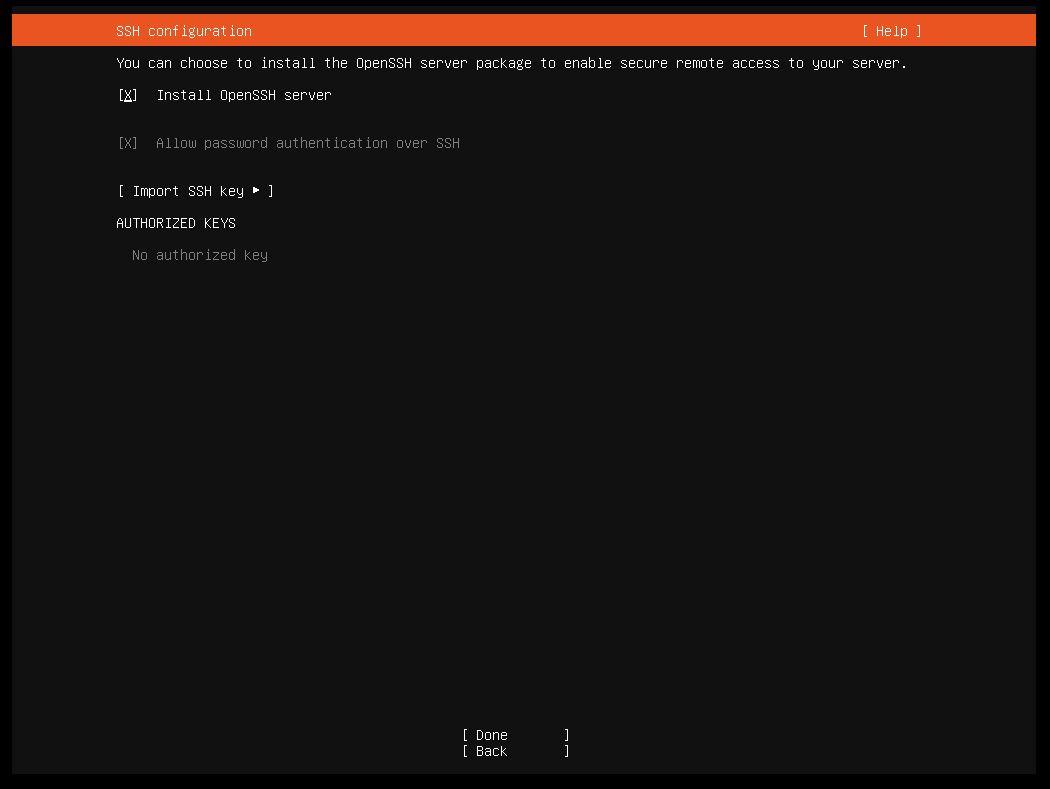 SSH configuration [ Help ]
You can choose to install the OpenSSH server package to enable secure remote access to your server.
[X] Install OpenSSH server
[X] Allow password authentication over SSH
[ Import SSH key ▸ ]
AUTHORIZED KEYS
No authorized key
[ Done ]
[ Back ]